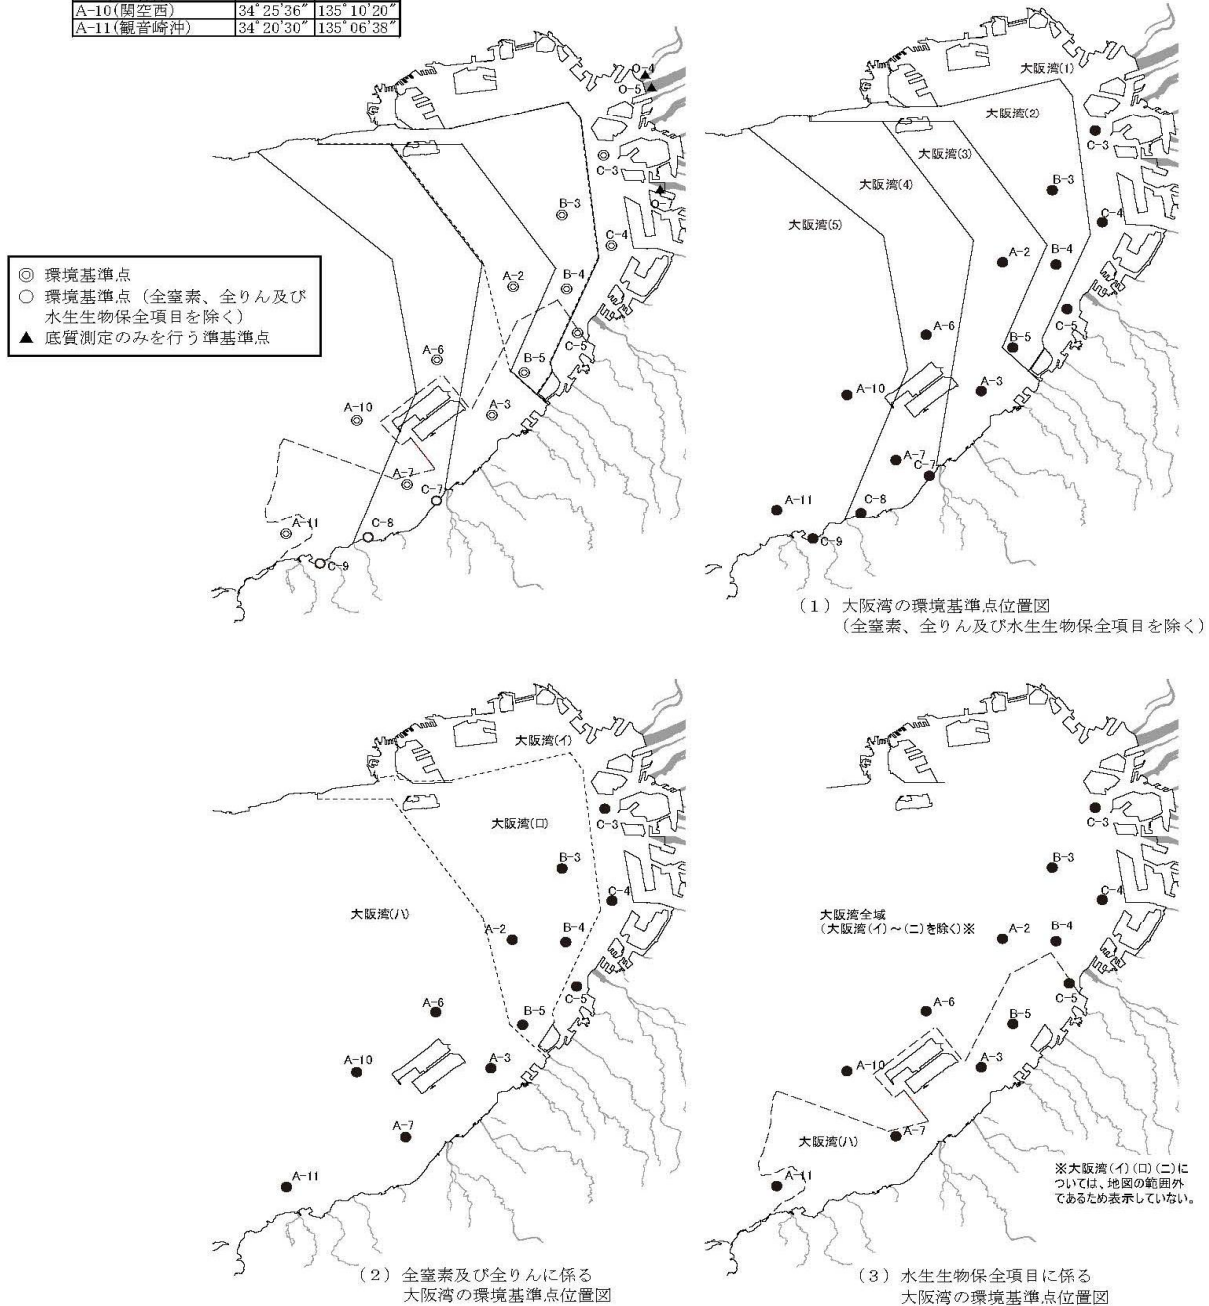 A-10(関空西) 34°25′36″ 135°10′20″
A-11(観音崎沖) 34°20′30″ 135°06′38″
O-4
O-5
C-3
B-3
C-4
A-2
B-4
C-5
B-5
A-6
A-10
A-3
A-7
C-7
A-11
C-8
C-9
◎ 環境基準点
○ 環境基準点（全窒素、全りん及び
水生生物保全項目を除く）
▲ 底質測定のみを行う準基準点
大阪湾(1)
大阪湾(2)
大阪湾(3)
大阪湾(4)
大阪湾(5)
C-3
B-3
C-4
A-2
B-4
C-5
A-6
B-5
A-10
A-3
A-7
C-7
A-11
C-8
C-9
（１）大阪湾の環境基準点位置図
（全窒素、全りん及び水生生物保全項目を除く）
大阪湾(イ)
大阪湾(ロ)
大阪湾(ハ)
C-3
B-3
C-4
A-2
B-4
C-5
A-6
B-5
A-10
A-3
A-7
A-11
（２）全窒素及び全りんに係る
大阪湾の環境基準点位置図
C-3
B-3
C-4
大阪湾全域
(大阪湾(イ)～(ニ)を除く)※
A-2
B-4
C-5
A-6
B-5
A-10
A-3
A-7
大阪湾(ハ)
A-11
※大阪湾(イ)(ロ)(ニ)に
ついては、地図の範囲外
であるため表示していない。
（３）水生生物保全項目に係る
大阪湾の環境基準点位置図